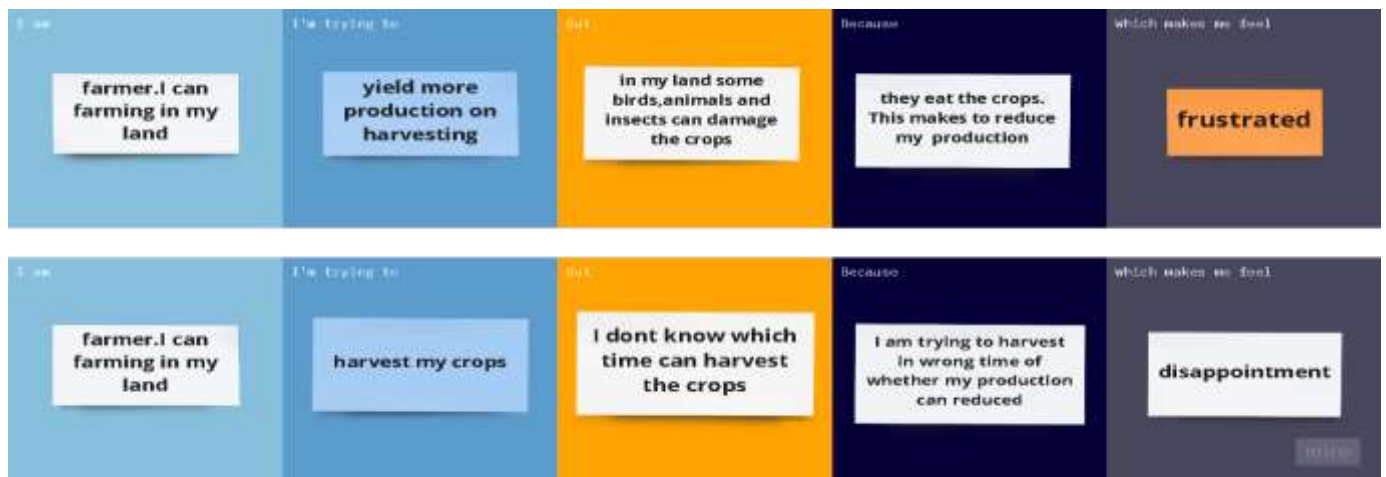 I am
I'm trying to
But
Because
Which makes me feel
farmer.I can
farming in my
land
yield more
production on
harvesting
in my land some
birds,animals and
insects can damage
the crops
they eat the crops.
This makes to reduce
my production
frustrated
I am
I'm trying to
But
Because
Which makes me feel
farmer.I can
farming in my
land
harvest my crops
I dont know which
time can harvest
the crops
I am trying to harvest
in wrong time of
whether my production
can reduced
disappointment
miro